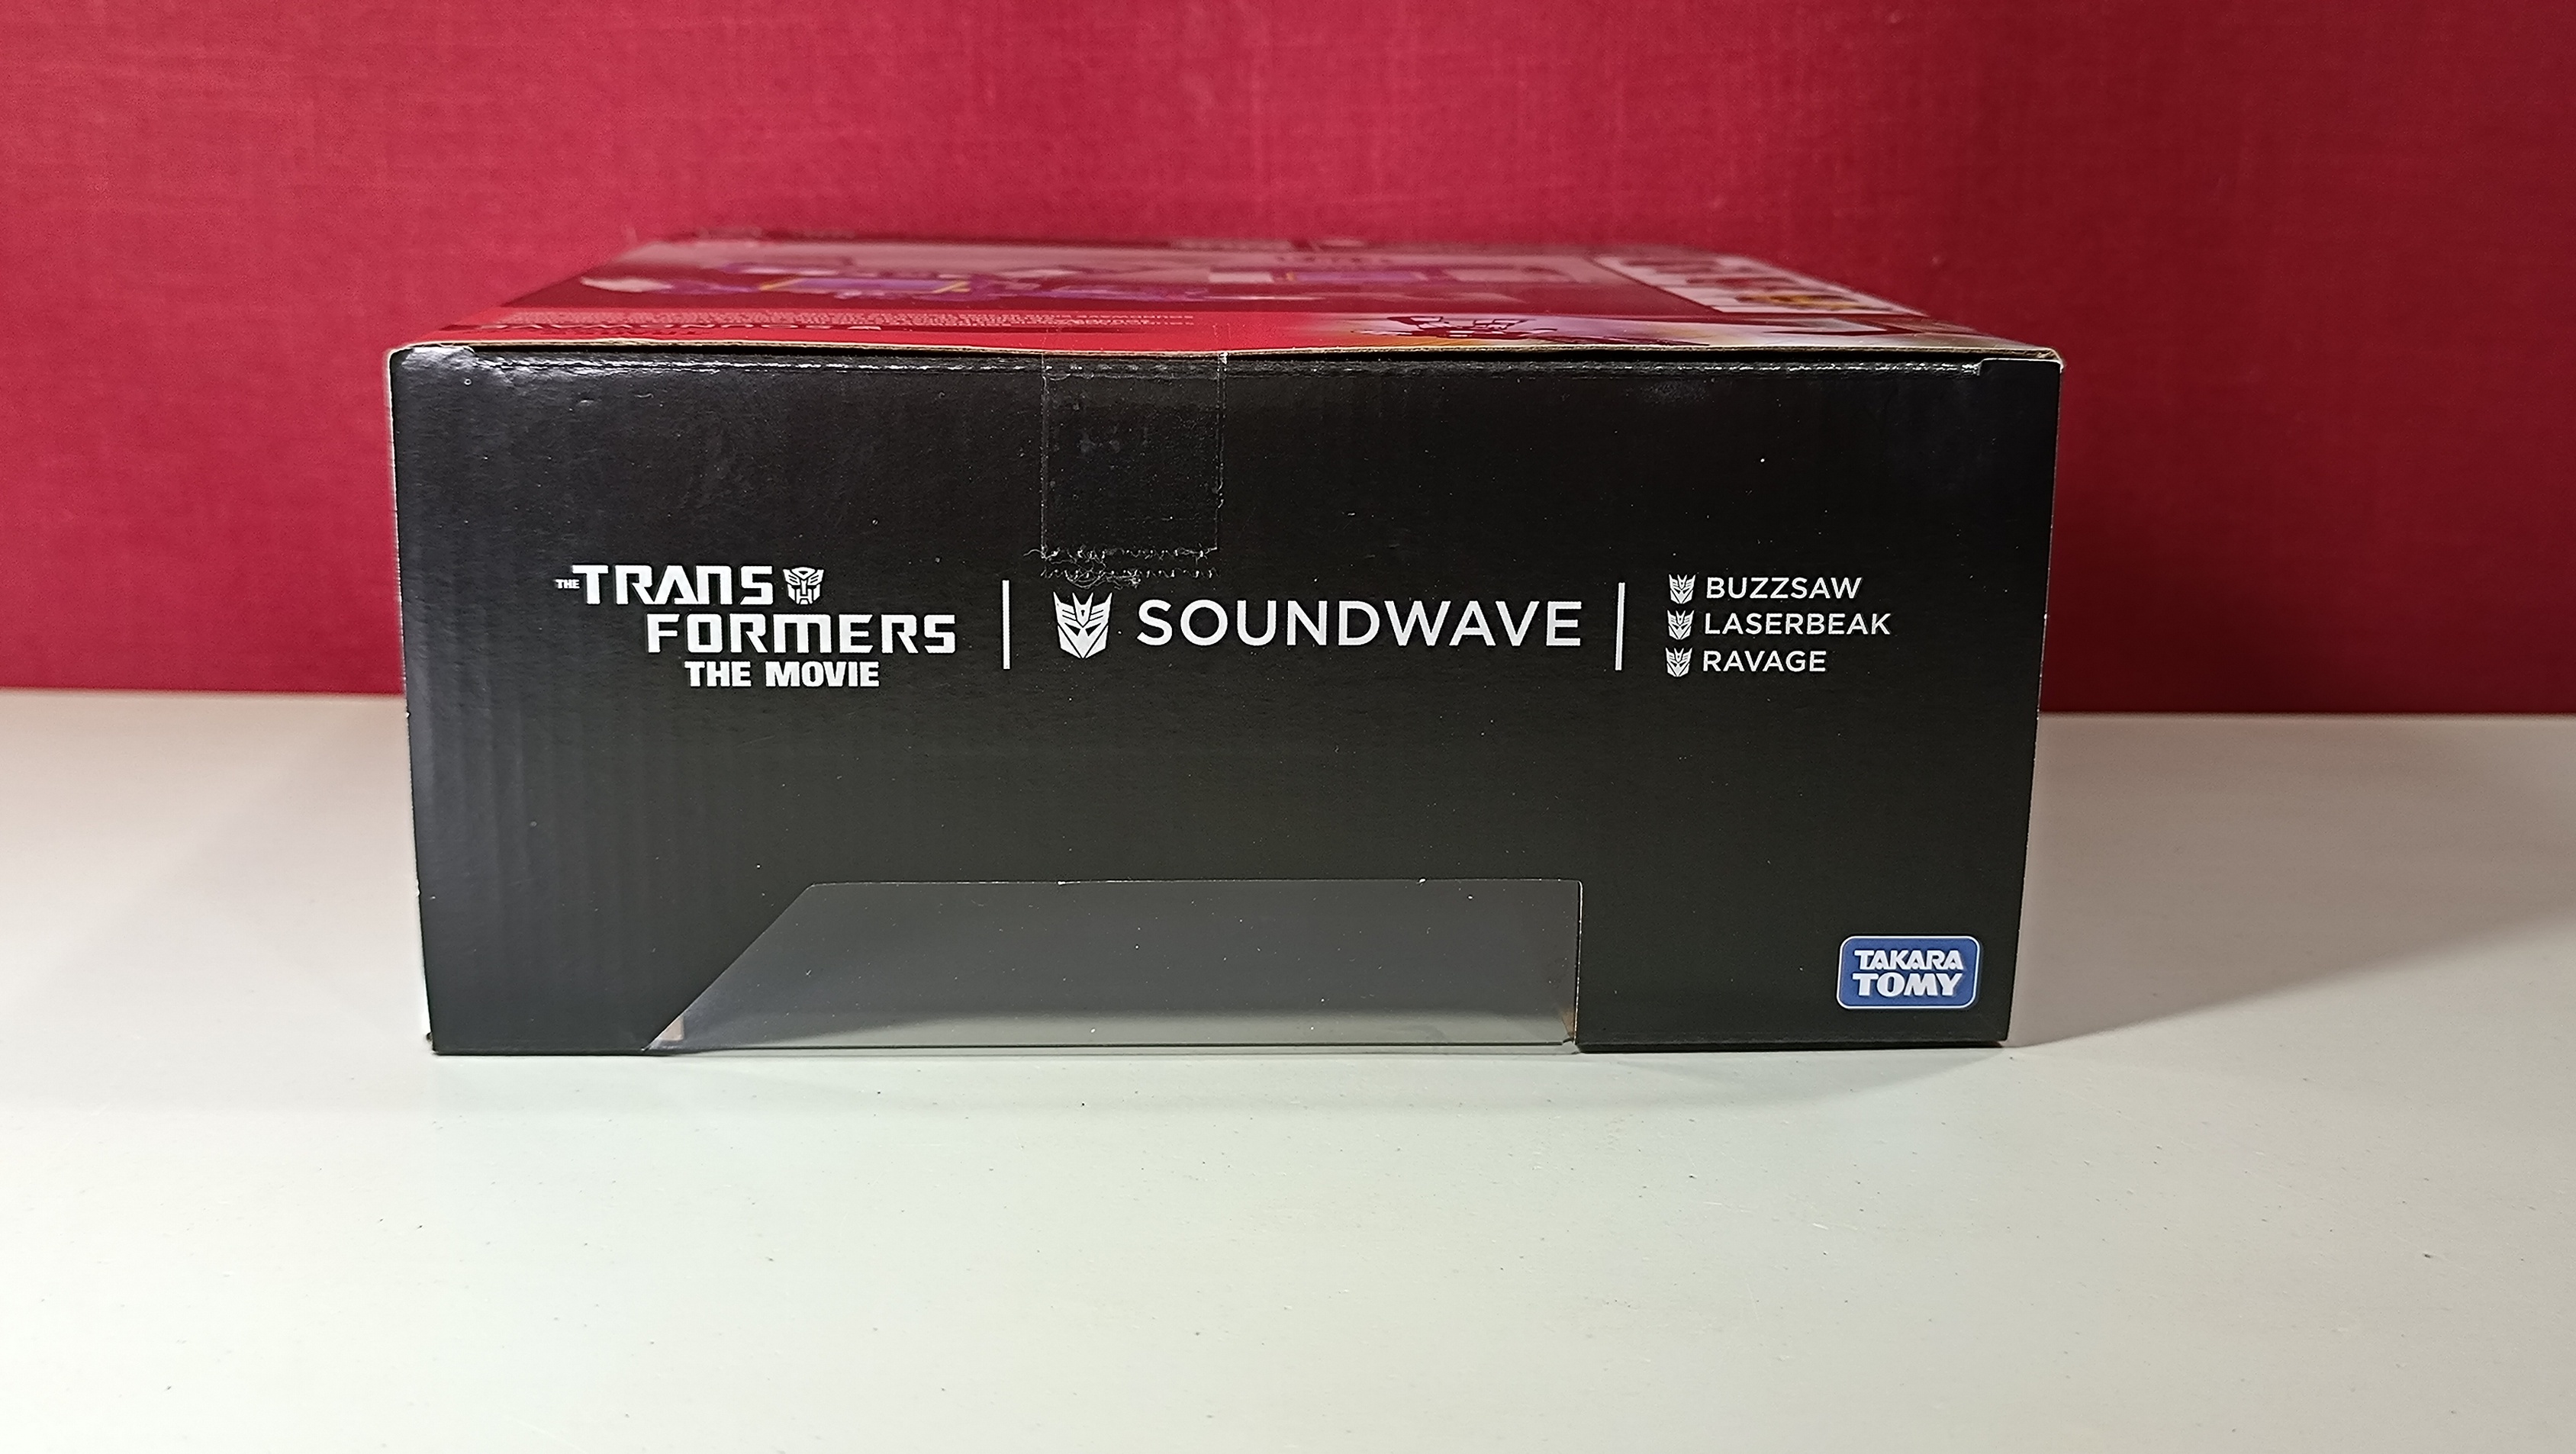 THE TRANS
FORMERS
THE MOVIE
SOUNDWAVE
BUZZSAW
LASERBEAK
RAVAGE
TAKARA
TOMY